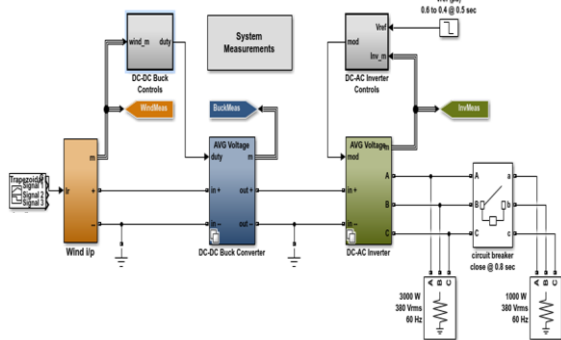 Vref (pu)
0.6 to 0.4 @ 0.5 sec
wind_m
duty
DC-DC Buck
Controls
System
Measurements
mod
Vref
Inv_m
DC-AC Inverter
Controls
WindMeas
BuckMeas
InvMeas
Trapezoidal
Signal 1
Signal 2
Signal 3
m
+
−
Wind i/p
AVG Voltage
duty
m
in +
out +
in −
out −
DC-DC Buck Converter
AVG Voltage
m
mod
in +
in −
A
B
C
DC-AC Inverter
A
B
C
a
b
c
circuit breaker
close @ 0.8 sec
A
B
C
3000 W
380 Vrms
60 Hz
A
B
C
1000 W
380 Vrms
60 Hz